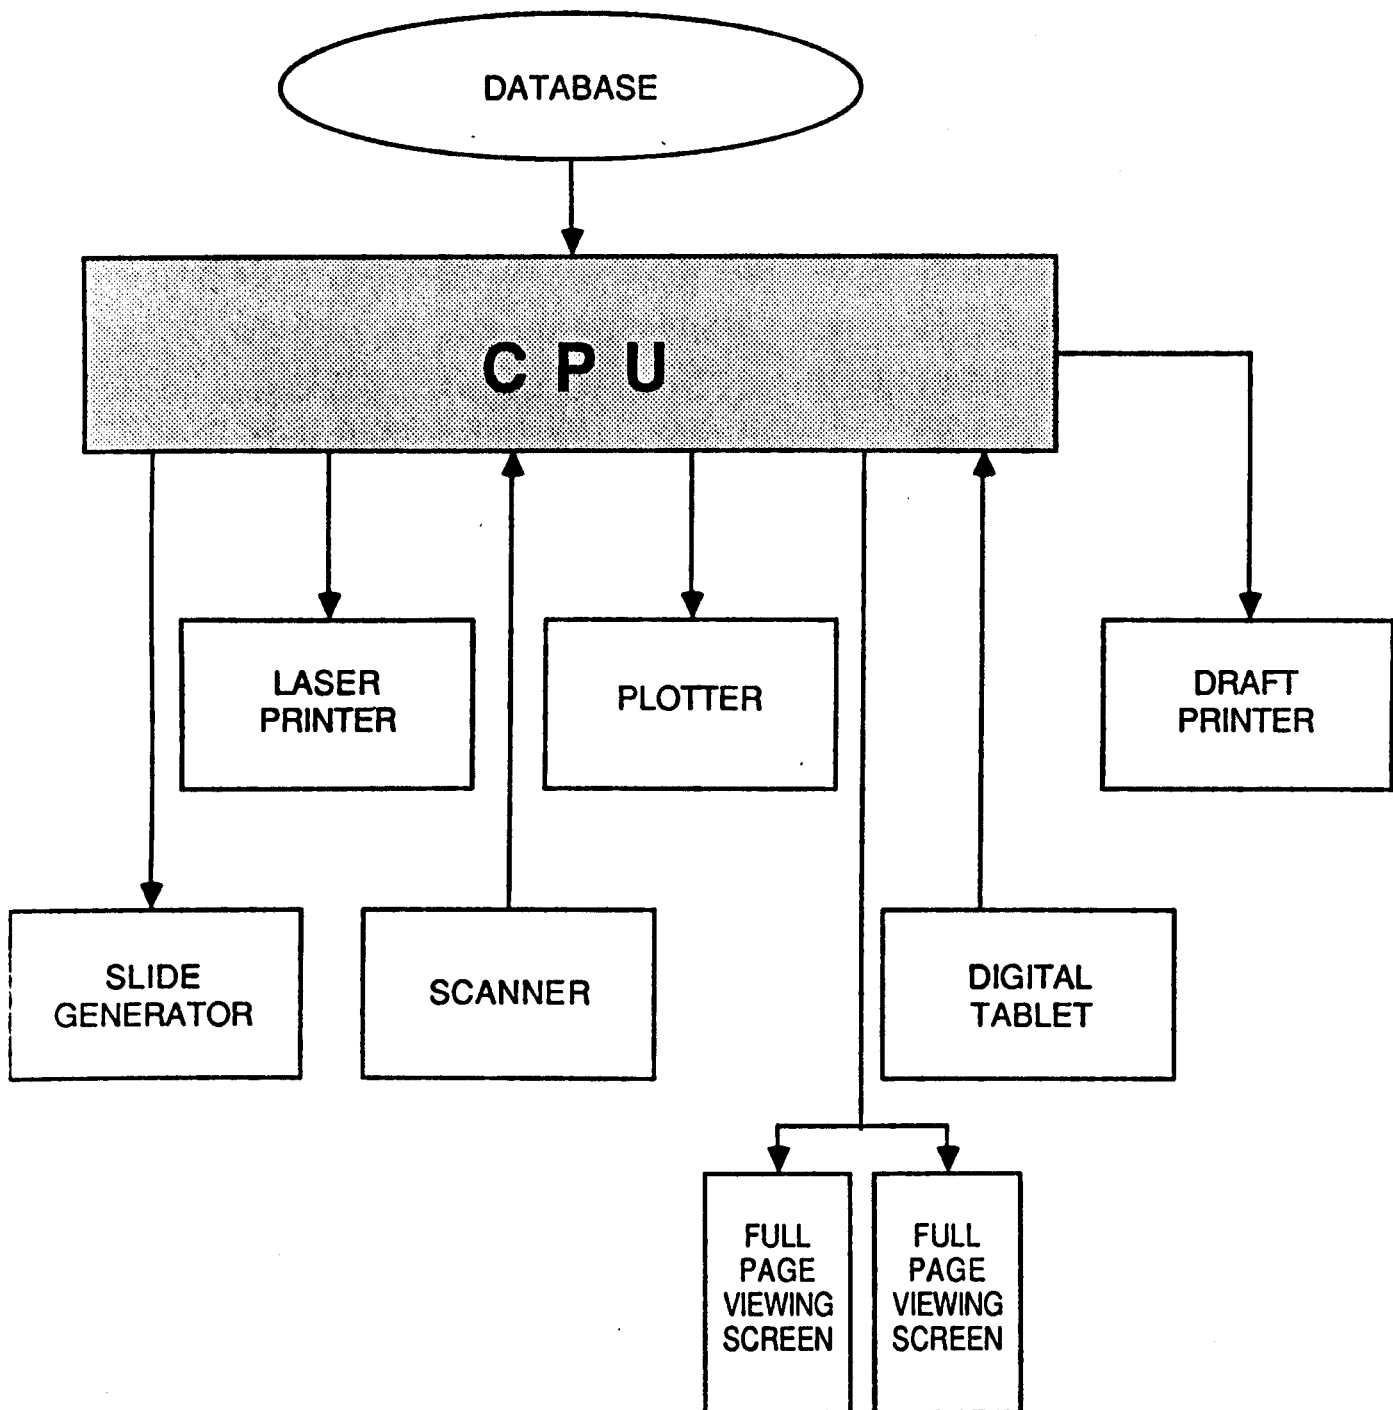 DATABASE
C P U
LASER
PRINTER
PLOTTER
DRAFT
PRINTER
SLIDE
GENERATOR
SCANNER
DIGITAL
TABLET
FULL
PAGE
VIEWING
SCREEN
FULL
PAGE
VIEWING
SCREEN